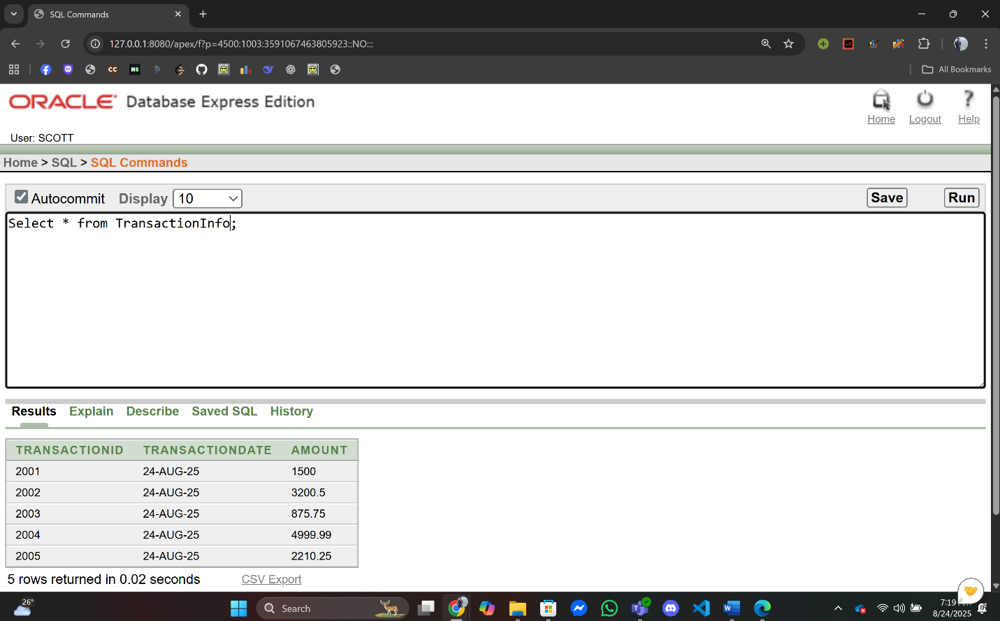 SQL Commands
127.0.0.1:8080/apex/f?p=4500:1003:3591067463805923::NO:::
CC
All Bookmarks
ORACLE® Database Express Edition
Home
Logout
Help
User: SCOTT
Home > SQL > SQL Commands
Autocommit
Display
10
Save
Run
Select * from TransactionInfo;
Results Explain Describe Saved SQL History
TRANSACTIONID TRANSACTIONDATE AMOUNT
2001 24-AUG-25 1500
2002 24-AUG-25 3200.5
2003 24-AUG-25 875.75
2004 24-AUG-25 4999.99
2005 24-AUG-25 2210.25
5 rows returned in 0.02 seconds
CSV Export
26°
Search
7:19
8/24/2025